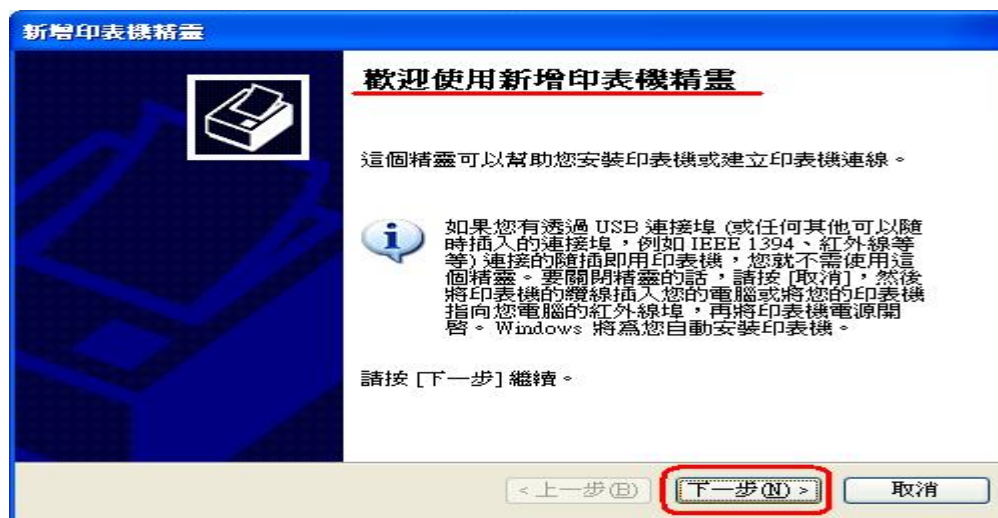 新增印表機精靈
歡迎使用新增印表機精靈
這個精靈可以幫助您安裝印表機或建立印表機連線。
如果您有透過 USB 連接埠 (或任何其他可以隨
時插入的連接埠，例如 IEEE 1394、紅外線等
等) 連接的隨插即用印表機，您就不需使用這
個精靈。要關閉精靈的話，請按 [取消]，然後
將印表機的纜線插入您的電腦或將您的印表機
指向您電腦的紅外線埠，再將印表機電源開
啓。Windows 將為您自動安裝印表機。
請按 [下一步] 繼續。
< 上一步(B)
下一步(N) >
取消